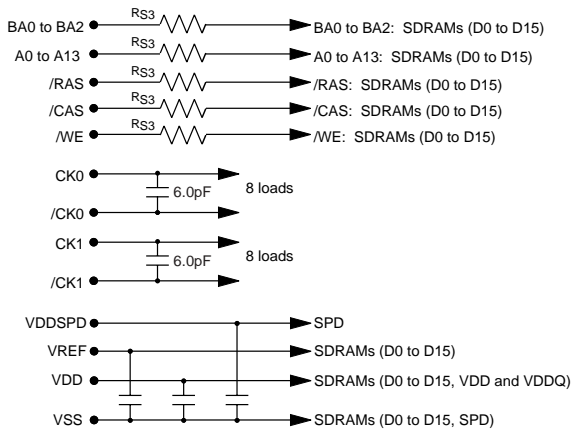 BA0 to BA2 RS3 BA0 to BA2: SDRAMs (D0 to D15)
A0 to A13 RS3 A0 to A13: SDRAMs (D0 to D15)
/RAS RS3 /RAS: SDRAMs (D0 to D15)
/CAS RS3 /CAS: SDRAMs (D0 to D15)
/WE RS3 /WE: SDRAMs (D0 to D15)
CK0
6.0pF 8 loads
/CK0
CK1
6.0pF 8 loads
/CK1
VDDSPD SPD
VREF SDRAMs (D0 to D15)
VDD SDRAMs (D0 to D15, VDD and VDDQ)
VSS SDRAMs (D0 to D15, SPD)